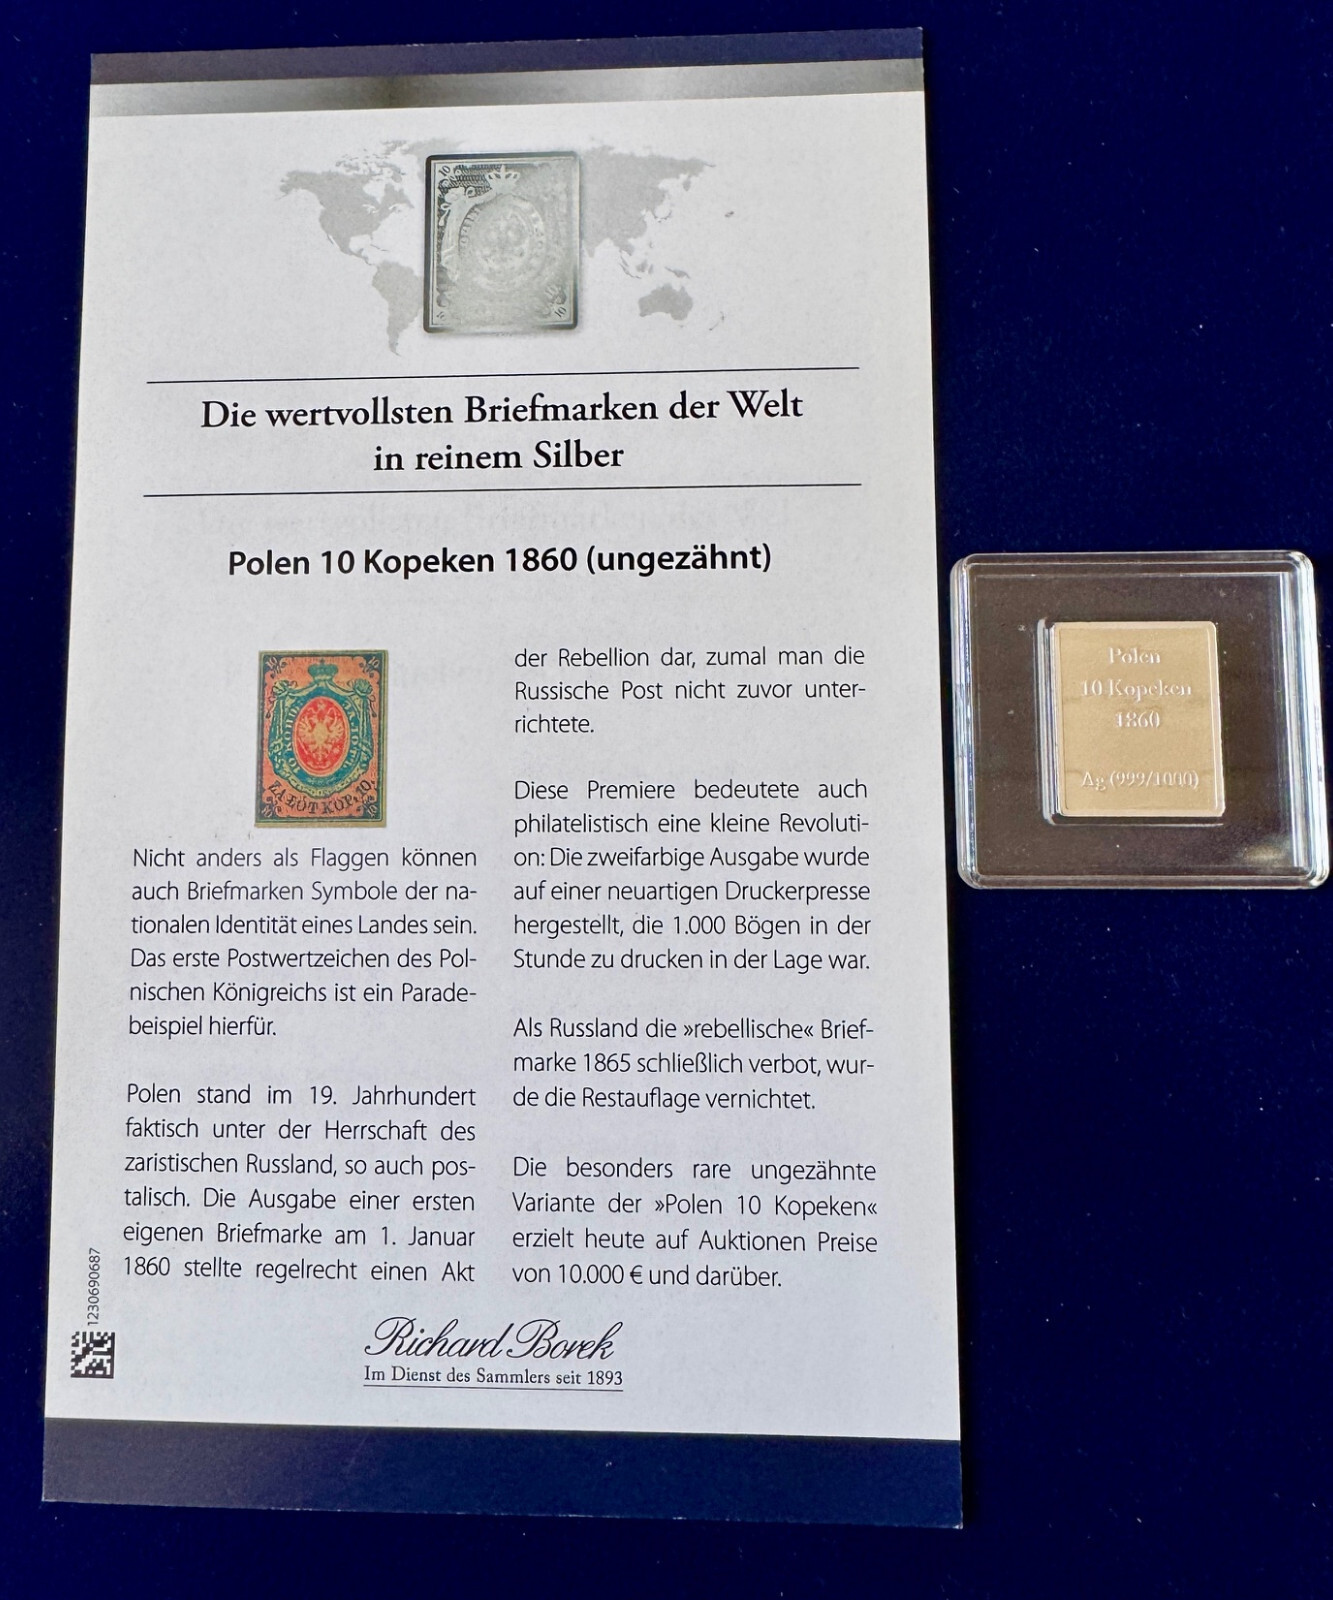 Die wertvollsten Briefmarken der Welt
in reinem Silber
Polen 10 Kopeken 1860 (ungezähnt)
ZA ŁÓT KOP. 10.
Nicht anders als Flaggen können
auch Briefmarken Symbole der na-
tionalen Identität eines Landes sein.
Das erste Postwertzeichen des Pol-
nischen Königreichs ist ein Parade-
beispiel hierfür.
Polen stand im 19. Jahrhundert
faktisch unter der Herrschaft des
zaristischen Russland, so auch pos-
talisch. Die Ausgabe einer ersten
eigenen Briefmarke am 1. Januar
1860 stellte regelrecht einen Akt
der Rebellion dar, zumal man die
Russische Post nicht zuvor unter-
richtete.
Diese Premiere bedeutete auch
philatelistisch eine kleine Revoluti-
on: Die zweifarbige Ausgabe wurde
auf einer neuartigen Druckerpresse
hergestellt, die 1.000 Bögen in der
Stunde zu drucken in der Lage war.
Als Russland die »rebellische« Brief-
marke 1865 schließlich verbot, wur-
de die Restauflage vernichtet.
Die besonders rare ungezähnte
Variante der »Polen 10 Kopeken«
erzielt heute auf Auktionen Preise
von 10.000 € und darüber.
1230690687
Richard Borek
Im Dienst des Sammlers seit 1893
Polen
10 Kopeken
1860
Ag (999/1000)